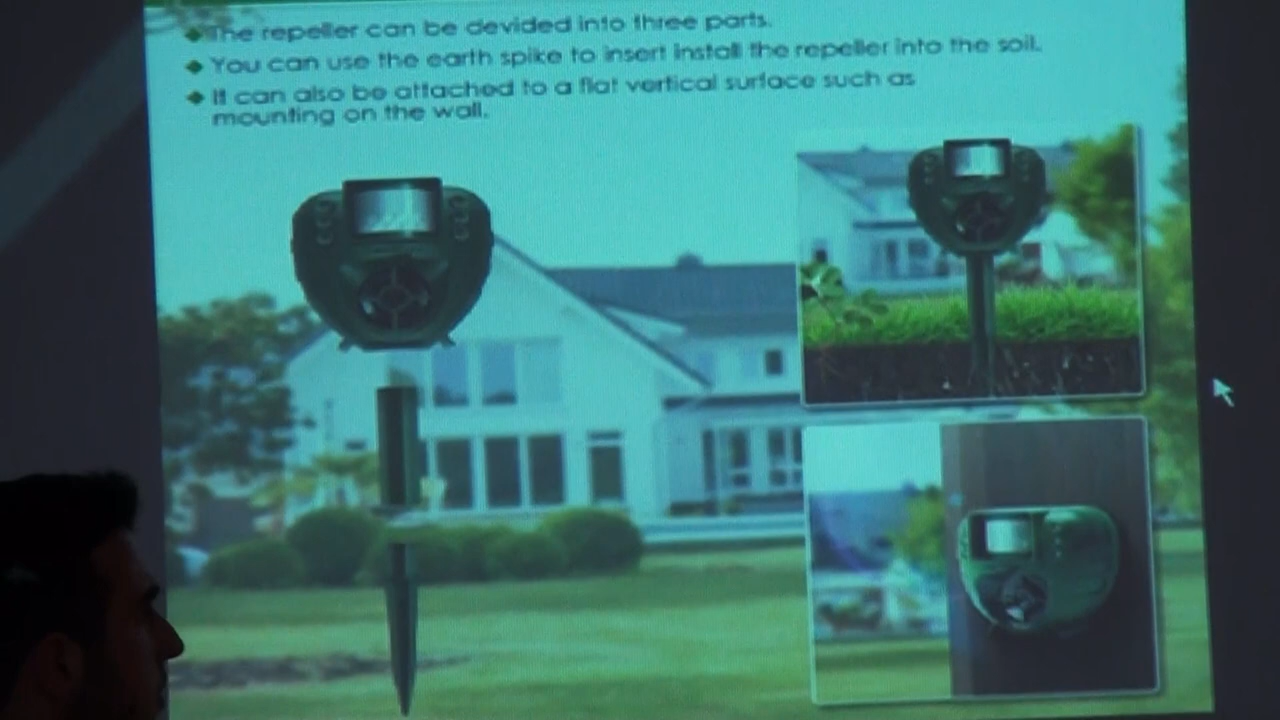 The repeller can be devided into three parts.
You can use the earth spike to insert install the repeller into the soil.
It can also be attached to a flat vertical surface such as
mounting on the wall.